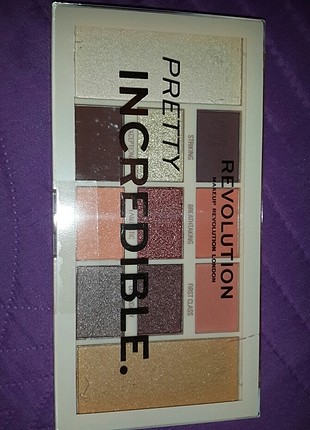 REVOLUTION
MAKEUP REVOLUTION LONDON
PRETTY
INCREDIBLE.
STRIKING
BREATHTAKING
FIRST CLASS